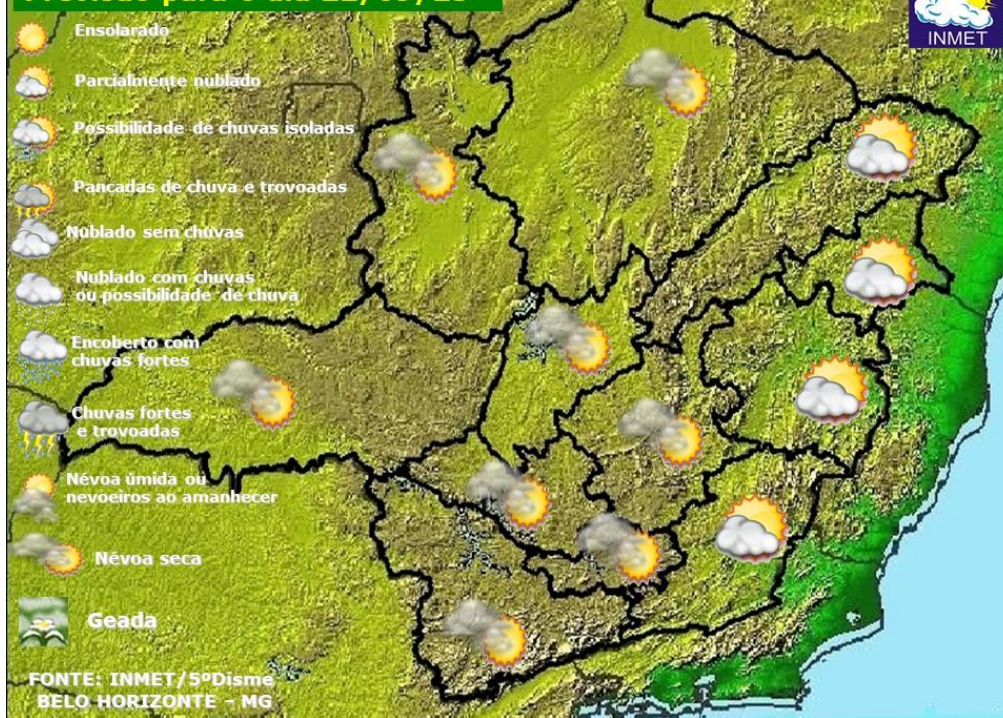 INMET
Ensolarado
Parcialmente nublado
Possibilidade de chuvas isoladas
Pancadas de chuva e trovoadas
Nublado sem chuvas
Nublado com chuvas
ou possibilidade de chuva
Encoberto com
chuvas fortes
Chuvas fortes
e trovoadas
Névoa úmida ou
nevoeiros ao amanhecer
Névoa seca
Geada
FONTE: INMET/5ºDisme
BELO HORIZONTE - MG